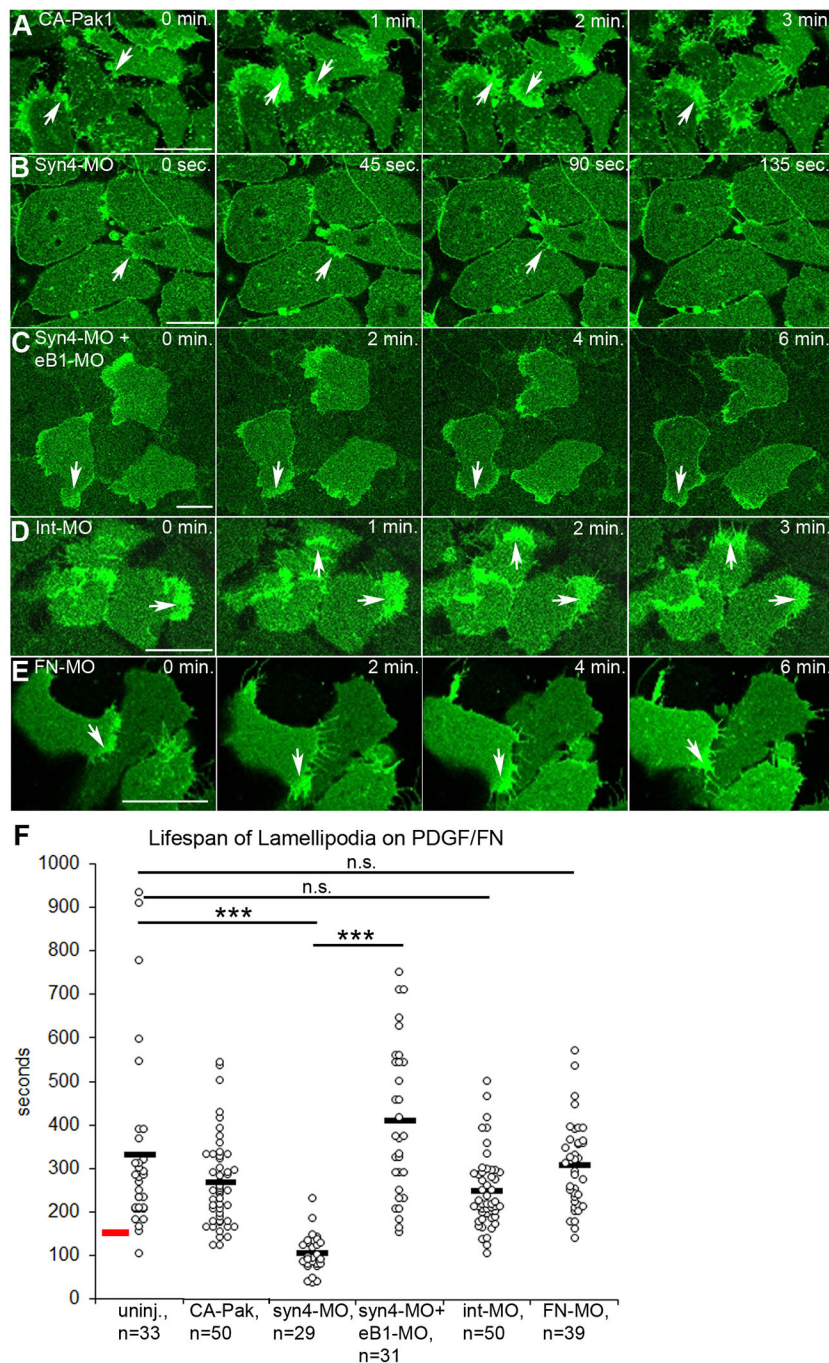 A CA-Pak1 0 min. 1 min. 2 min. 3 min.
B Syn4-MO 0 sec. 45 sec. 90 sec. 135 sec.
C Syn4-MO + 0 min. 2 min. 4 min. 6 min.
eB1-MO
D Int-MO 0 min. 1 min. 2 min. 3 min.
E FN-MO 0 min. 2 min. 4 min. 6 min.
F Lifespan of Lamellipodia on PDGF/FN
1000
900
800
700
600
500
400
300
200
100
0
seconds
n.s.
n.s.
***
***
uninj., CA-Pak, syn4-MO, syn4-MO+ int-MO, FN-MO,
n=33 n=50 n=29 eB1-MO, n=50 n=39
n=31